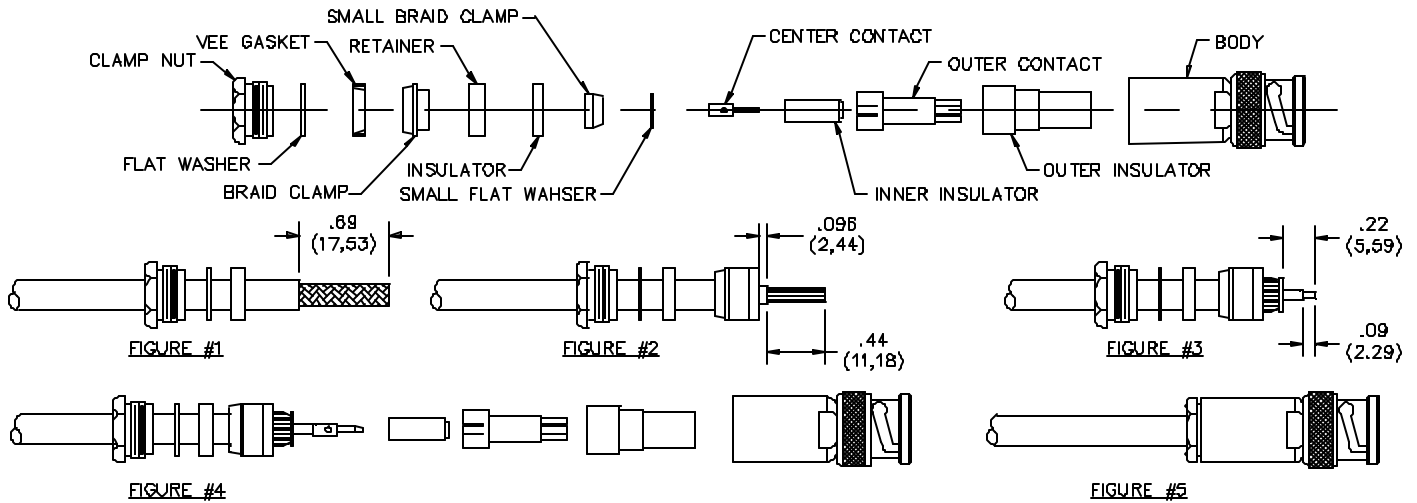 SMALL BRAID CLAMP
VEE GASKET
RETAINER
CLAMP NUT
CENTER CONTACT
BODY
OUTER CONTACT
FLAT WASHER
INSULATOR
OUTER INSULATOR
BRAID CLAMP
SMALL FLAT WAHSER
INNER INSULATOR
.69
(17,53)
.096
(2,44)
.22
(5,59)
FIGURE #1
FIGURE #2
.44
(11,18)
FIGURE #3
.09
(2.29)
FIGURE #4
FIGURE #5